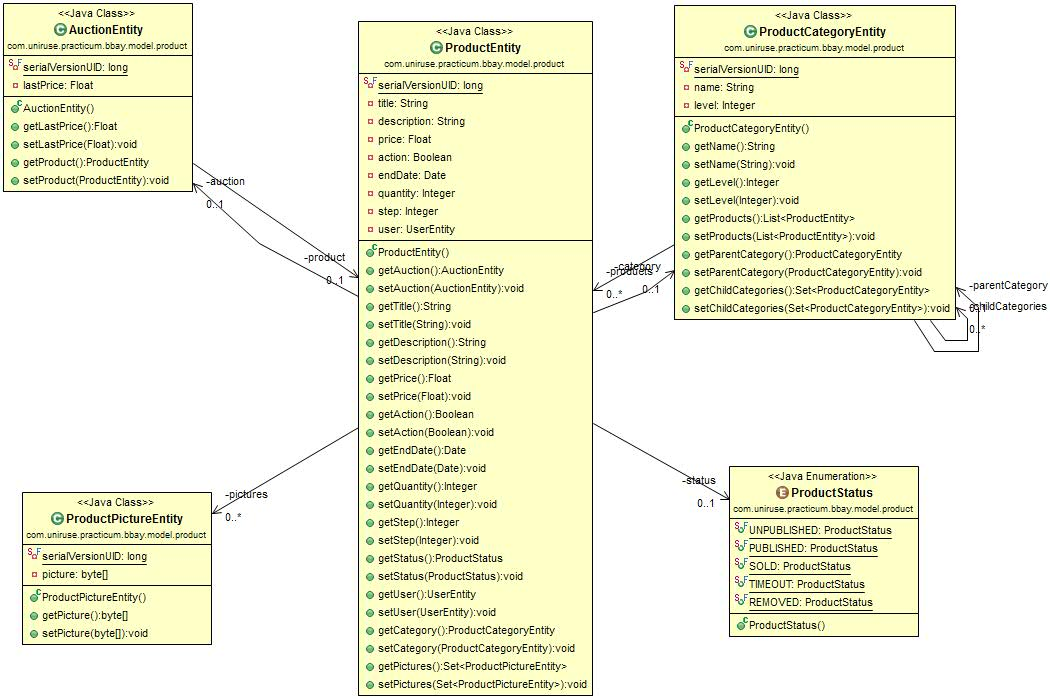 <<Java Class>>
AuctionEntity
com.uniruse.practicum.bbay.model.product
serialVersionUID: long
lastPrice: Float
AuctionEntity()
getLastPrice():Float
setLastPrice(Float):void
getProduct():ProductEntity
setProduct(ProductEntity):void
<<Java Class>>
ProductEntity
com.uniruse.practicum.bbay.model.product
serialVersionUID: long
title: String
description: String
price: Float
action: Boolean
endDate: Date
quantity: Integer
step: Integer
user: UserEntity
ProductEntity()
getAuction():AuctionEntity
setAuction(AuctionEntity):void
getTitle():String
setTitle(String):void
getDescription():String
setDescription(String):void
getPrice():Float
setPrice(Float):void
getAction():Boolean
setAction(Boolean):void
getEndDate():Date
setEndDate(Date):void
getQuantity():Integer
setQuantity(Integer):void
getStep():Integer
setStep(Integer):void
getStatus():ProductStatus
setStatus(ProductStatus):void
getUser():UserEntity
setUser(UserEntity):void
getCategory():ProductCategoryEntity
setCategory(ProductCategoryEntity):void
getPictures():Set<ProductPictureEntity>
setPictures(Set<ProductPictureEntity>):void
<<Java Class>>
ProductCategoryEntity
com.uniruse.practicum.bbay.model.product
serialVersionUID: long
name: String
level: Integer
ProductCategoryEntity()
getName():String
setName(String):void
getLevel():Integer
setLevel(Integer):void
getProducts():List<ProductEntity>
setProducts(List<ProductEntity>):void
getParentCategory():ProductCategoryEntity
setParentCategory(ProductCategoryEntity):void
getChildCategories():Set<ProductCategoryEntity>
setChildCategories(Set<ProductCategoryEntity>):void
-auction
0..1
-product
0..1
-category
-products
0..1
0..*
-parentCategory
-childCategories
0..*
-pictures
0..*
-status
0..1
<<Java Class>>
ProductPictureEntity
com.uniruse.practicum.bbay.model.product
serialVersionUID: long
picture: byte[]
ProductPictureEntity()
getPicture():byte[]
setPicture(byte[]):void
<<Java Enumeration>>
ProductStatus
com.uniruse.practicum.bbay.model.product
UNPUBLISHED: ProductStatus
PUBLISHED: ProductStatus
SOLD: ProductStatus
TIMEOUT: ProductStatus
REMOVED: ProductStatus
ProductStatus()